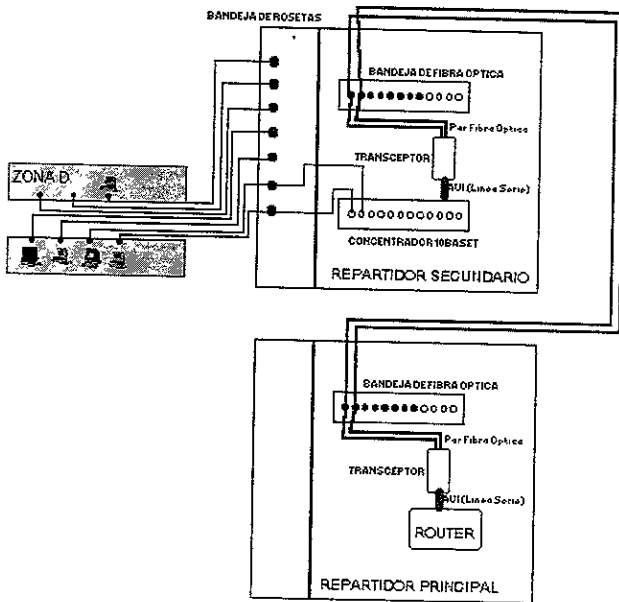 BANDEJA DE ROSETAS
BANDEJA DE FIBRA OPTICA
Par Fibra Optica
TRANSCEPTOR
AUI (Linea Serie)
ZONA D
CONCENTRADOR 10BASET
REPARTIDOR SECUNDARIO
BANDEJA DE FIBRA OPTICA
Par Fibra Optica
TRANSCEPTOR
AUI (Linea Serie)
ROUTER
REPARTIDOR PRINCIPAL